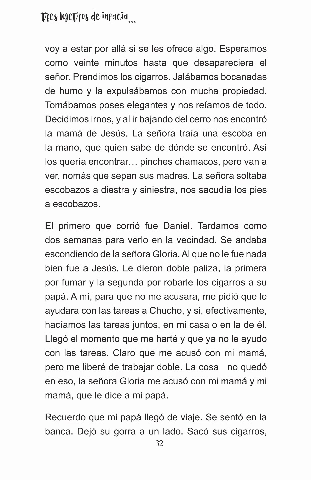 Tres hectiros de infancia...
voy a estar por allá si se les ofrece algo. Esperamos
como veinte minutos hasta que desapareciera el
señor. Prendimos los cigarros. Jalábamos bocanadas
de humo y la expulsábamos con mucha propiedad.
Tomábamos poses elegantes y nos reíamos de todo.
Decidimos irnos, y al ir bajando del cerro nos encontró
la mamá de Jesús. La señora traía una escoba en
la mano, que quien sabe de dónde se encontró. Así
los quería encontrar… pinches chamacos, pero van a
ver, nomás que sepan sus madres. La señora soltaba
escobazos a diestra y siniestra, nos sacudía los pies
a escobazos.
El primero que corrió fue Daniel. Tardamos como
dos semanas para verlo en la vecindad. Se andaba
escondiendo de la señora Gloria. Al que no le fue nada
bien fue a Jesús. Le dieron doble paliza, la primera
por fumar y la segunda por robarle los cigarros a su
papá. A mí, para que no me acusara, me pidió que le
ayudara con las tareas a Chucho, y sí, efectivamente,
hacíamos las tareas juntos, en mi casa o en la de él.
Llegó el momento que me harté y que ya no le ayudo
con las tareas. Claro que me acusó con mi mamá,
pero me liberé de trabajar doble. La cosa no quedó
en eso, la señora Gloria me acusó con mi mamá y mi
mamá, que le dice a mi papá.
Recuerdo que mi papá llegó de viaje. Se sentó en la
banca. Dejó su gorra a un lado. Sacó sus cigarros,
32